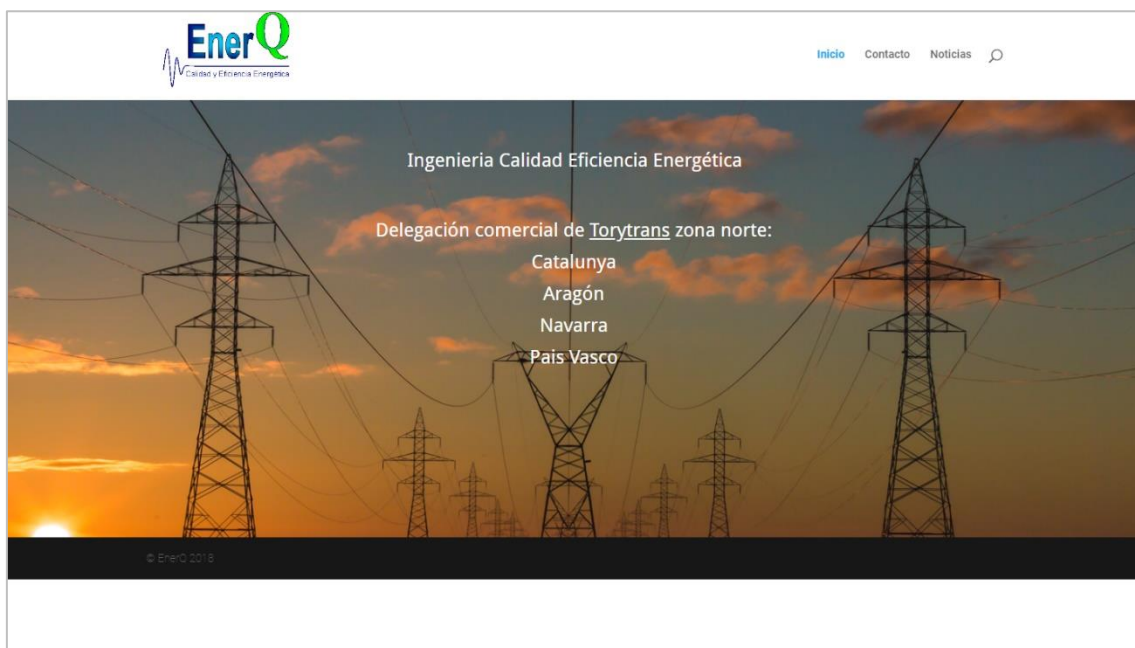 EnerQ
Calidad y Eficiencia Energética
Inicio Contacto Noticias
Ingenieria Calidad Eficiencia Energética
Delegación comercial de Torytrans zona norte:
Catalunya
Aragón
Navarra
Pais Vasco
© EnerQ 2018